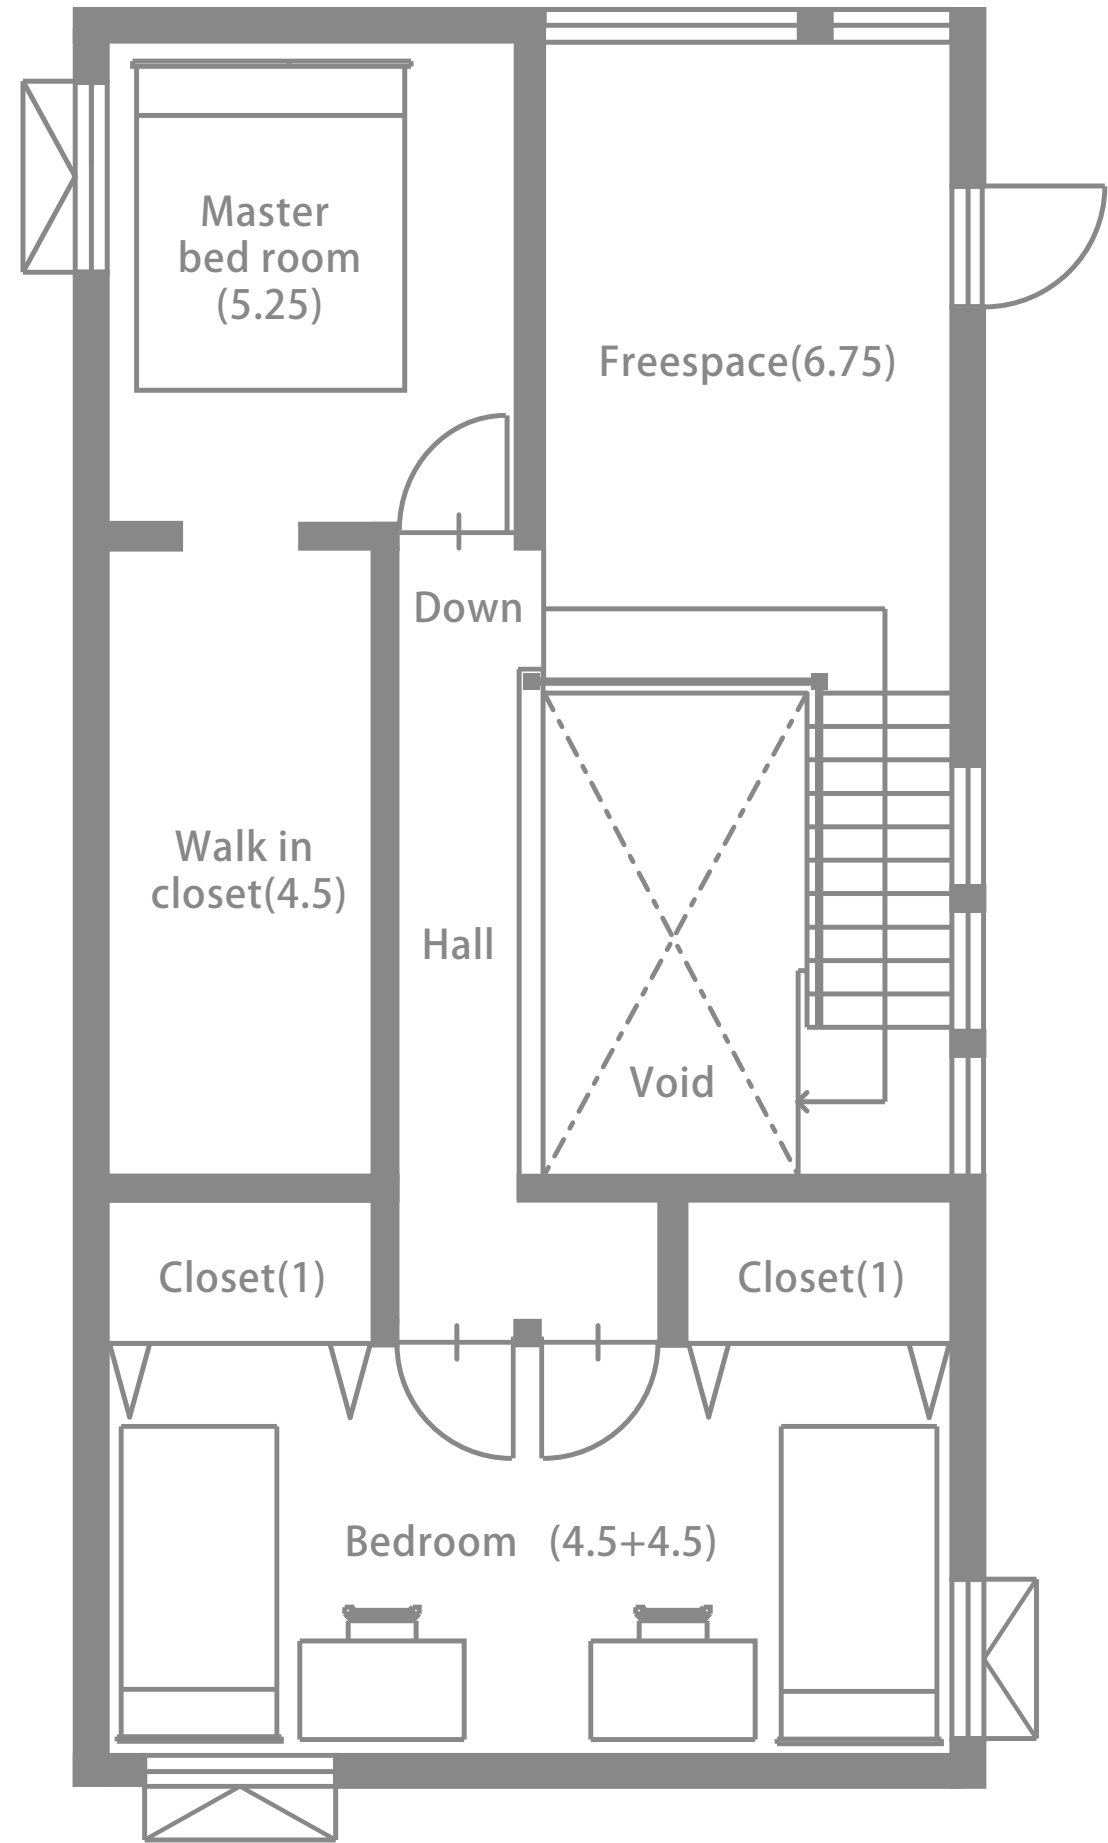 Master
bed room
(5.25)
Freespace(6.75)
Down
Walk in
closet(4.5)
Hall
Void
Closet(1)
Closet(1)
Bedroom (4.5+4.5)